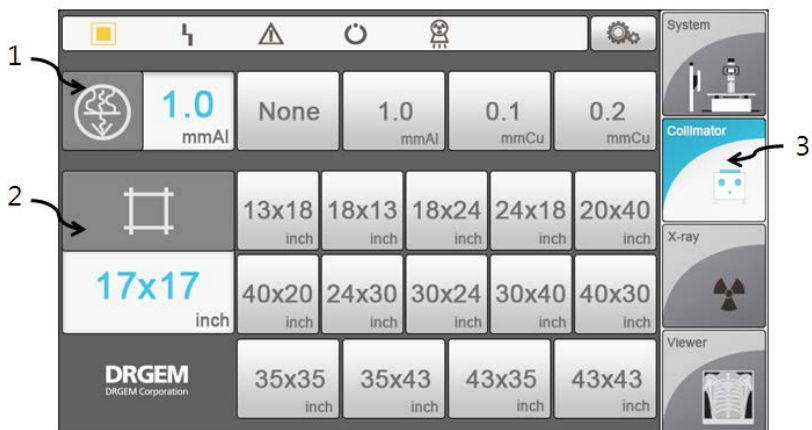 System
1
1.0 None 1.0 0.1 0.2
mmAl mmAl mmCu mmCu
Collimator
3
2
13x18 18x13 18x24 24x18 20x40
inch inch inch inch inch
X-ray
17x17
inch
40x20 24x30 30x24 30x40 40x30
inch inch inch inch inch
Viewer
DRGEM
DRGEM Corporation
35x35 35x43 43x35 43x43
inch inch inch inch